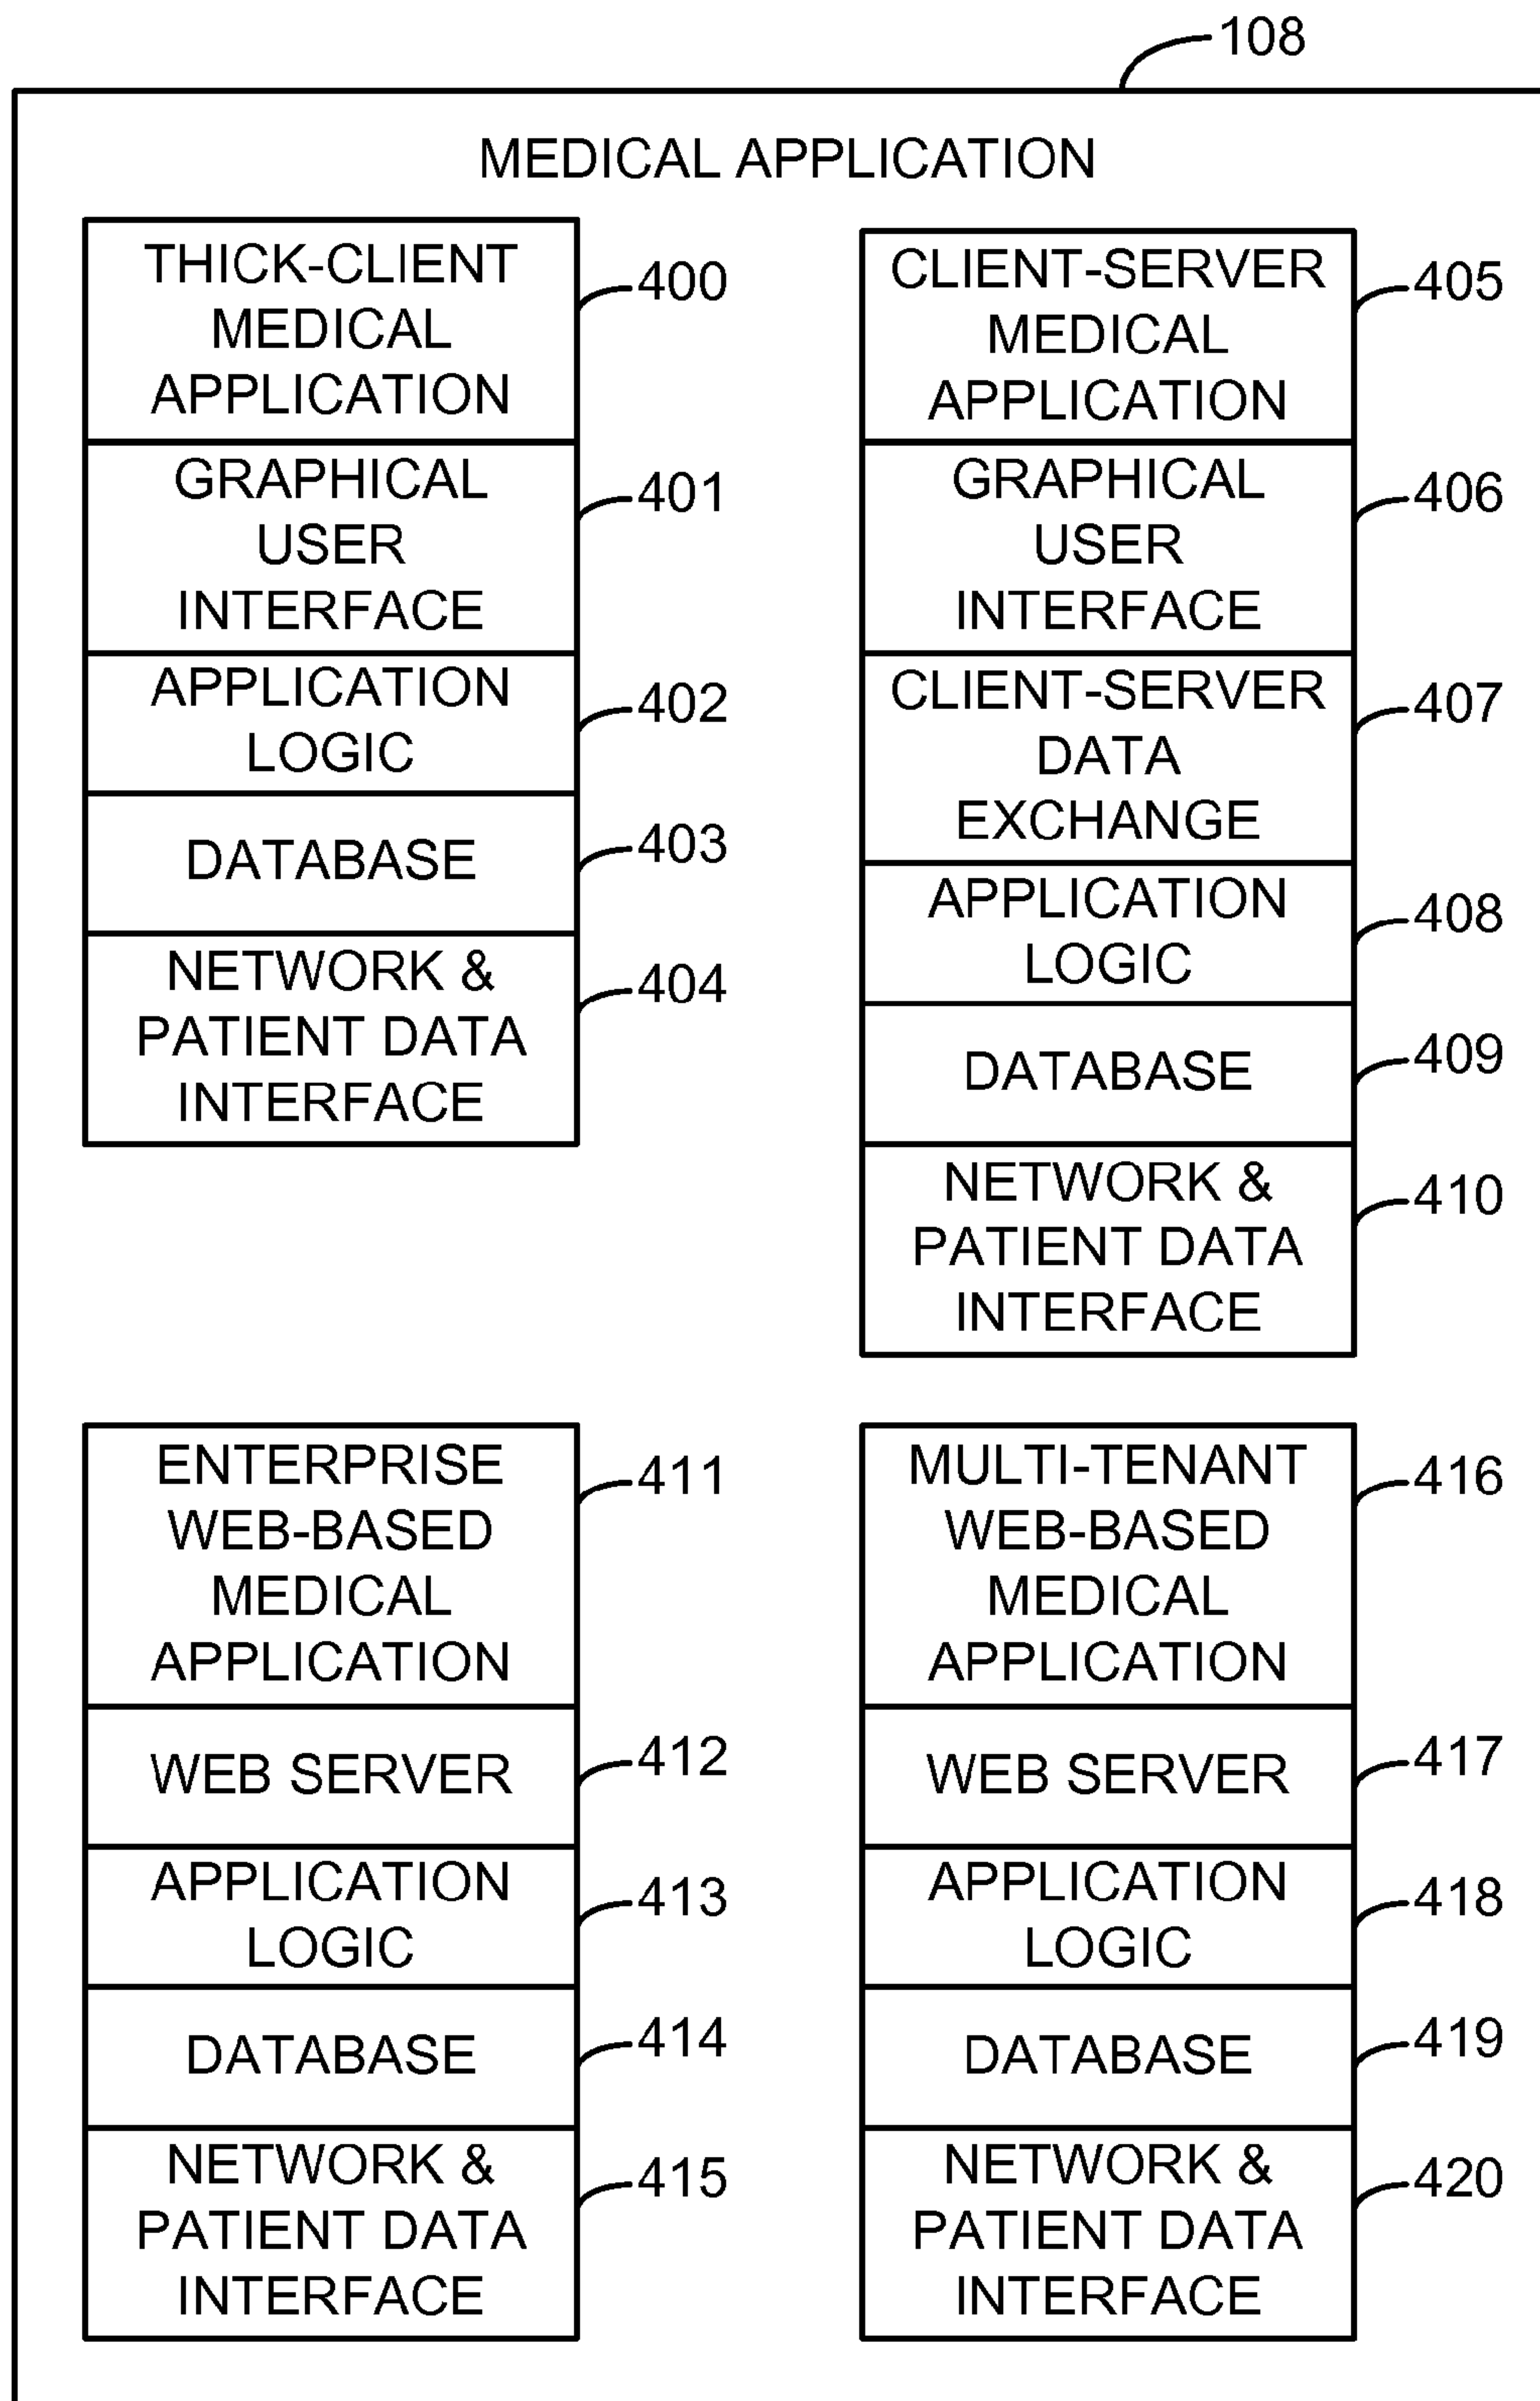 108
MEDICAL APPLICATION
THICK-CLIENT
MEDICAL
APPLICATION
400
GRAPHICAL
USER
INTERFACE
401
APPLICATION
LOGIC
402
DATABASE
403
NETWORK &
PATIENT DATA
INTERFACE
404
CLIENT-SERVER
MEDICAL
APPLICATION
405
GRAPHICAL
USER
INTERFACE
406
CLIENT-SERVER
DATA
EXCHANGE
407
APPLICATION
LOGIC
408
DATABASE
409
NETWORK &
PATIENT DATA
INTERFACE
410
ENTERPRISE
WEB-BASED
MEDICAL
APPLICATION
411
WEB SERVER
412
APPLICATION
LOGIC
413
DATABASE
414
NETWORK &
PATIENT DATA
INTERFACE
415
MULTI-TENANT
WEB-BASED
MEDICAL
APPLICATION
416
WEB SERVER
417
APPLICATION
LOGIC
418
DATABASE
419
NETWORK &
PATIENT DATA
INTERFACE
420